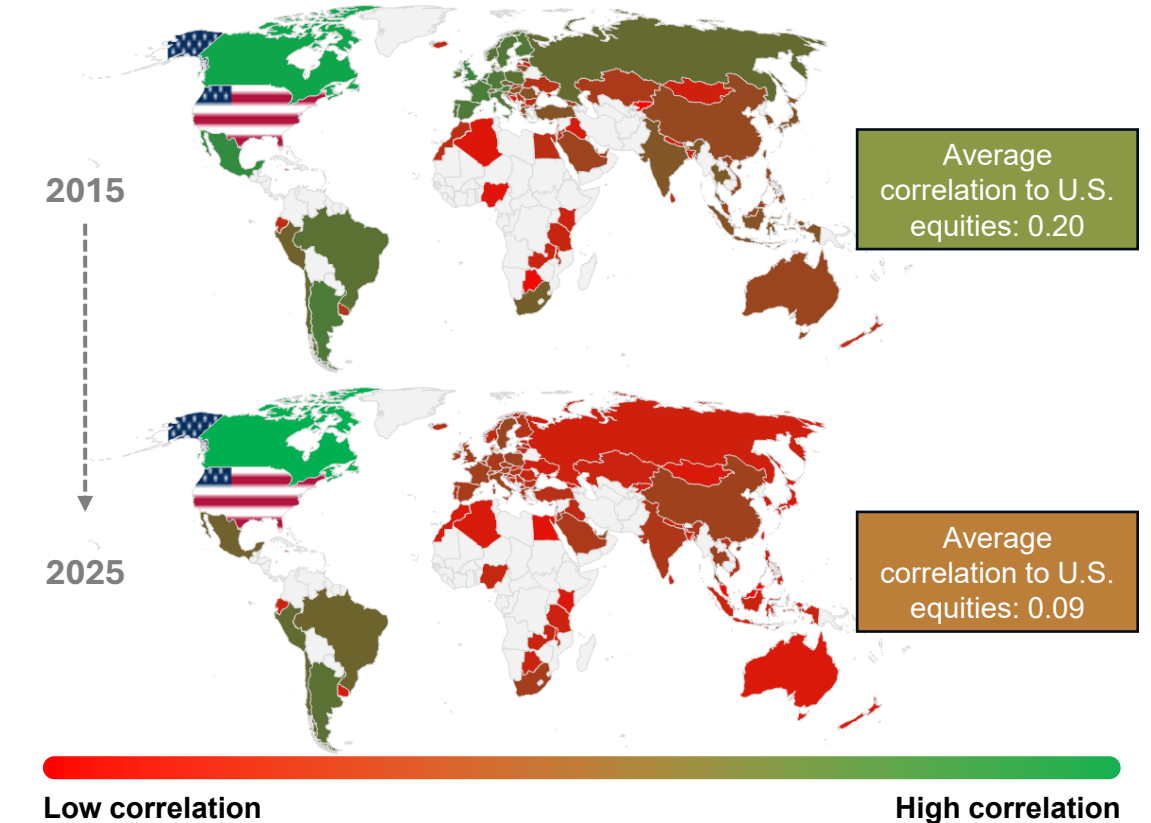 2015
Average
correlation to U.S.
equities: 0.20
2025
Average
correlation to U.S.
equities: 0.09
Low correlation
High correlation